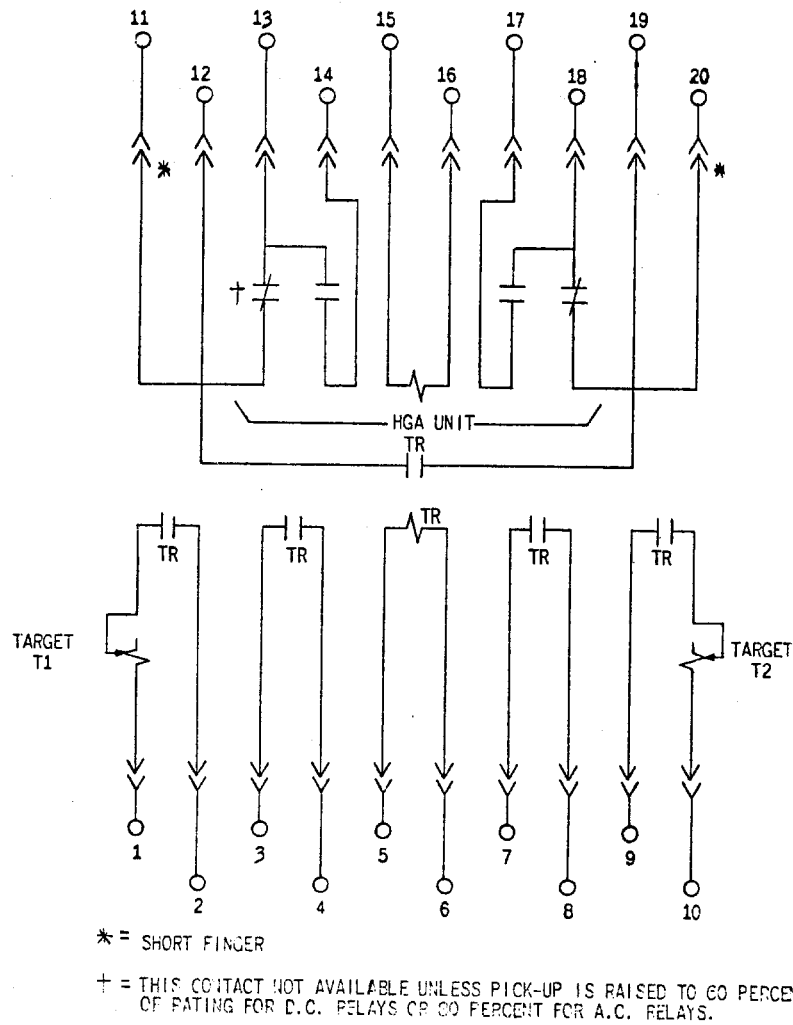 11 13 15 17 19
12 14 16 18 20
* *
†
HGA UNIT
TR
TR
TR TR TR TR
TARGET
T1
TARGET
T2
1 3 5 7 9
2 4 6 8 10
* = SHORT FINGER
† = THIS CONTACT NOT AVAILABLE UNLESS PICK-UP IS RAISED TO 60 PERCE
OF RATING FOR D.C. RELAYS OR 80 PERCENT FOR A.C. RELAYS.